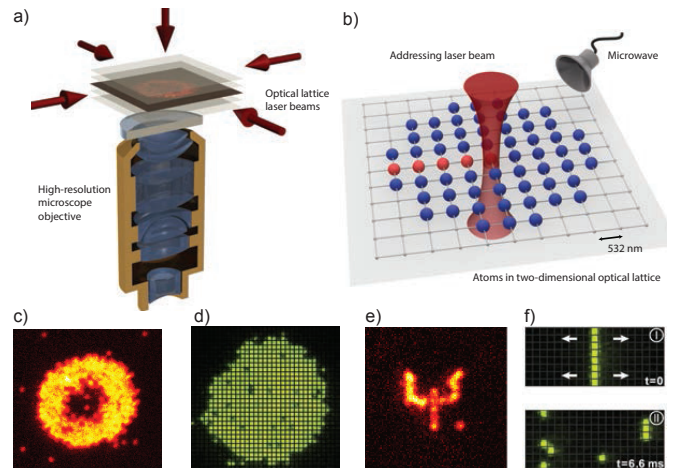 a)
Optical lattice
laser beams
High-resolution
microscope
objective
b)
Addressing laser beam
Microwave
532 nm
Atoms in two-dimensional optical lattice
c)
d)
e)
f)
I
t=0
II
t=6.6 ms